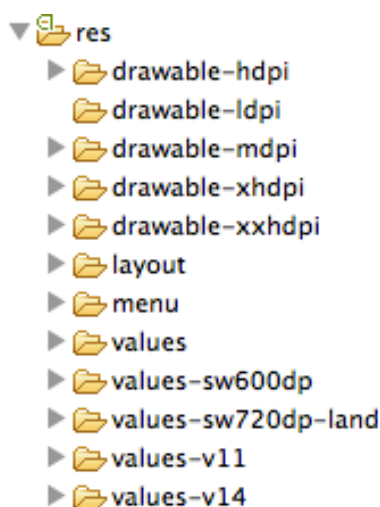 res
drawable-hdpi
drawable-ldpi
drawable-mdpi
drawable-xhdpi
drawable-xxhdpi
layout
menu
values
values-sw600dp
values-sw720dp-land
values-v11
values-v14